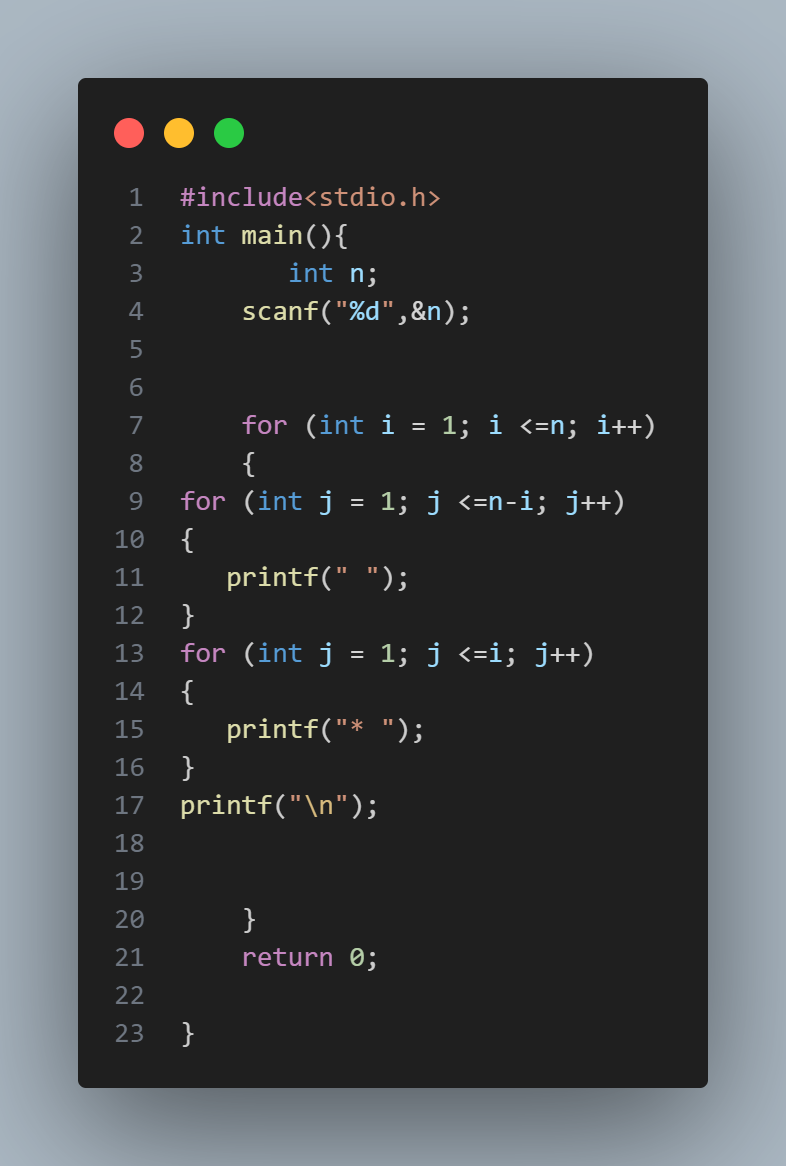 1 #include<stdio.h>
2 int main(){
3        int n;
4     scanf("%d",&n);
5
6
7     for (int i = 1; i <=n; i++)
8     {
9 for (int j = 1; j <=n-i; j++)
10 {
11    printf(" ");
12 }
13 for (int j = 1; j <=i; j++)
14 {
15    printf("* ");
16 }
17 printf("\n");
18
19
20     }
21     return 0;
22
23 }